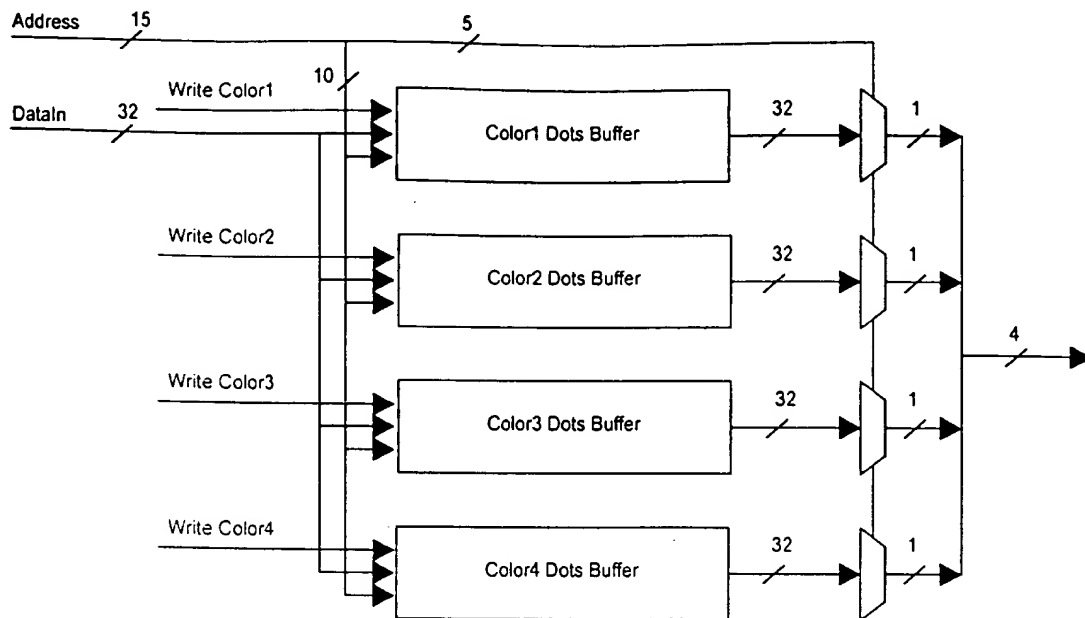 Address
15
5
10
Write Color1
DataIn
32
Color1 Dots Buffer
32
1
Write Color2
Color2 Dots Buffer
32
1
4
Write Color3
Color3 Dots Buffer
32
1
Write Color4
Color4 Dots Buffer
32
1